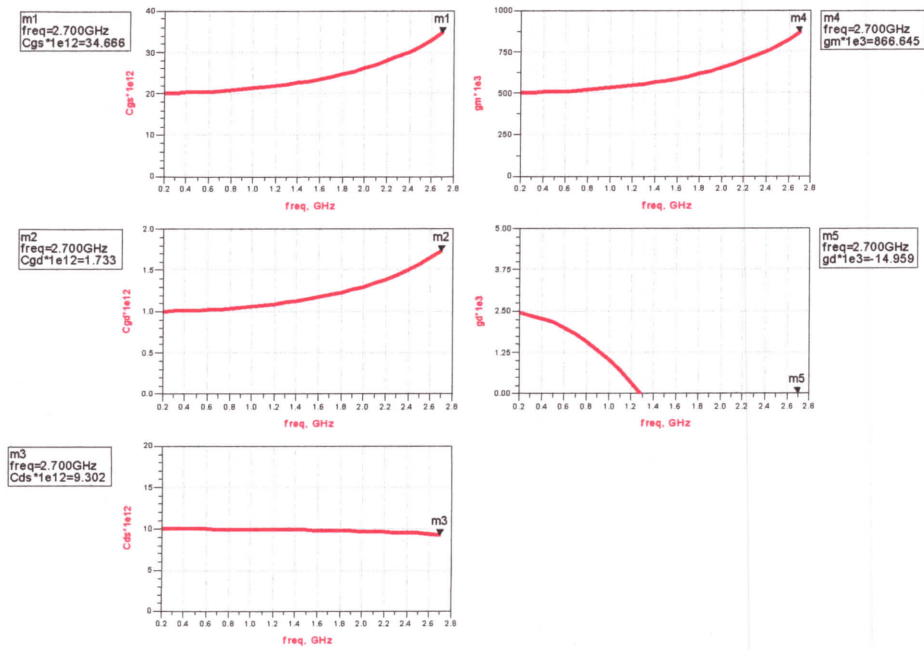 m1
freq=2.700GHz
Cgs*1e12=34.666
m1
40
30
20
10
0
Cgs*1e12
0.2 0.4 0.6 0.8 1.0 1.2 1.4 1.6 1.8 2.0 2.2 2.4 2.6 2.8
freq, GHz
m4
1000
750
500
250
0
gm*1e3
0.2 0.4 0.6 0.8 1.0 1.2 1.4 1.6 1.8 2.0 2.2 2.4 2.6 2.8
freq, GHz
m4
freq=2.700GHz
gm*1e3=866.645
m2
freq=2.700GHz
Cgd*1e12=1.733
m2
2.0
1.5
1.0
0.5
0.0
Cgd*1e12
0.2 0.4 0.6 0.8 1.0 1.2 1.4 1.6 1.8 2.0 2.2 2.4 2.6 2.8
freq, GHz
m5
5.00
3.75
2.50
1.25
0.00
gd*1e3
0.2 0.4 0.6 0.8 1.0 1.2 1.4 1.6 1.8 2.0 2.2 2.4 2.6 2.8
freq, GHz
m5
freq=2.700GHz
gd*1e3=-14.959
m3
freq=2.700GHz
Cds*1e12=9.302
m3
20
15
10
5
0
Cds*1e12
0.2 0.4 0.6 0.8 1.0 1.2 1.4 1.6 1.8 2.0 2.2 2.4 2.6 2.8
freq, GHz